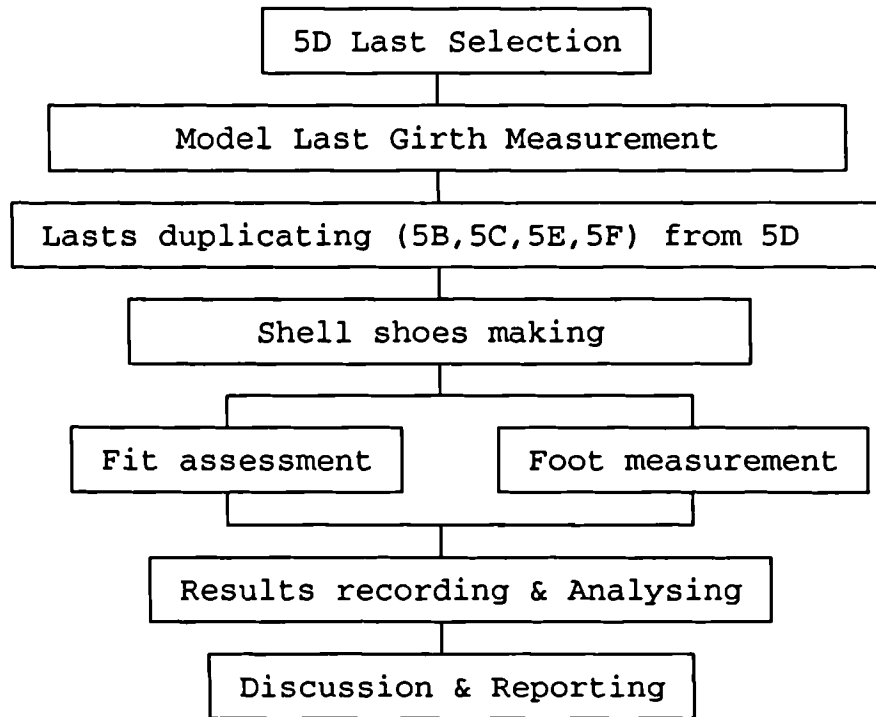 5D Last Selection
Model Last Girth Measurement
Lasts duplicating (5B,5C,5E,5F) from 5D
Shell shoes making
Fit assessment
Foot measurement
Results recording & Analysing
Discussion & Reporting